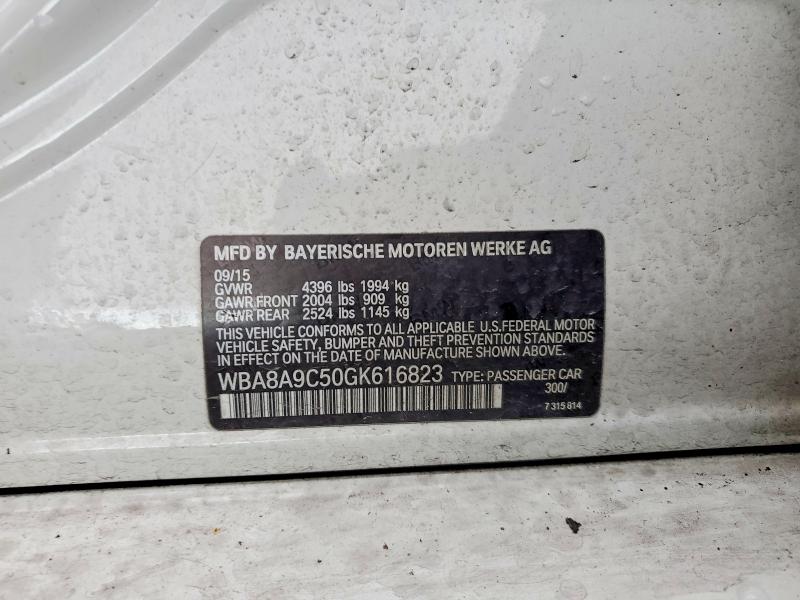 MFD BY BAYERISCHE MOTOREN WERKE AG
09/15
GVWR 4396 lbs 1994 kg
GAWR FRONT 2004 lbs 909 kg
GAWR REAR 2524 lbs 1145 kg
THIS VEHICLE CONFORMS TO ALL APPLICABLE U.S.FEDERAL MOTOR
VEHICLE SAFETY, BUMPER AND THEFT PREVENTION STANDARDS
IN EFFECT ON THE DATE OF MANUFACTURE SHOWN ABOVE.
WBA8A9C50GK616823 TYPE: PASSENGER CAR
300/
7 315 814